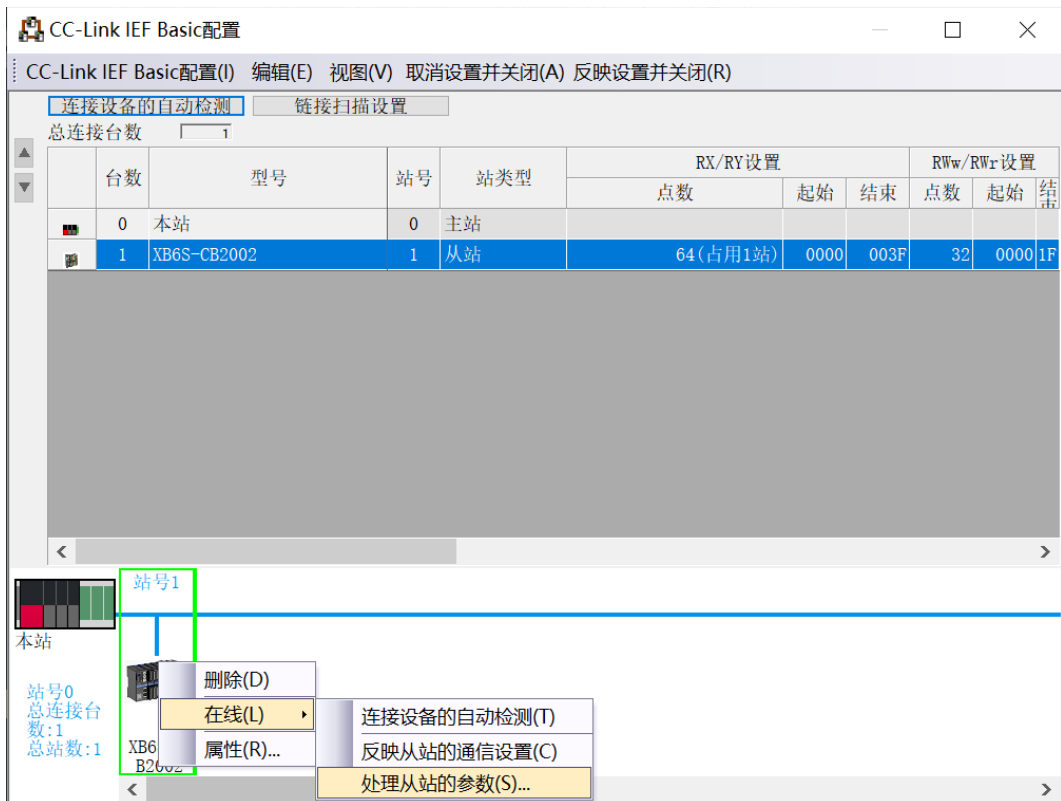 CC-Link IEF Basic配置
CC-Link IEF Basic配置(I) 编辑(E) 视图(V) 取消设置并关闭(A) 反映设置并关闭(R)
连接设备的自动检测 链接扫描设置
总连接台数 1
台数 型号 站号 站类型 RX/RY设置 RWw/RWr设置
点数 起始 结束 点数 起始 结束
0 本站 0 主站
1 XB6S-CB2002 1 从站 64(占用1站) 0000 003F 32 0000 1F
站号1
本站
站号0
总连接台
数:1
总站数:1
XB6
B2002
删除(D)
在线(L)
属性(R)...
连接设备的自动检测(T)
反映从站的通信设置(C)
处理从站的参数(S)...